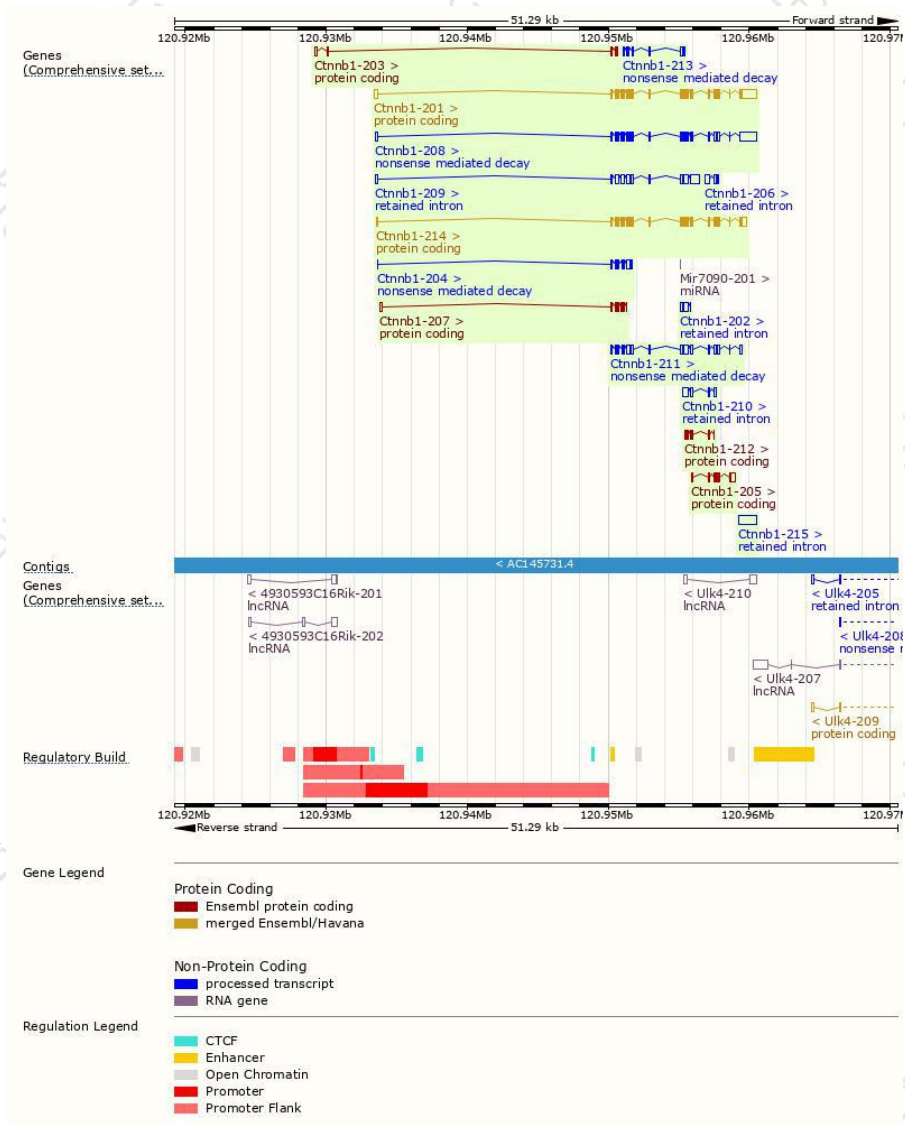 51.29 kb Forward strand
120.92Mb 120.93Mb 120.94Mb 120.95Mb 120.96Mb 120.97M
Genes
(Comprehensive set...
Ctnnb1-203 > Ctnnb1-213 >
protein coding nonsense mediated decay
Ctnnb1-201 >
protein coding
Ctnnb1-208 >
nonsense mediated decay
Ctnnb1-209 > Ctnnb1-206 >
retained intron retained intron
Ctnnb1-214 >
protein coding
Ctnnb1-204 > Mir7090-201 >
nonsense mediated decay miRNA
Ctnnb1-207 > Ctnnb1-202 >
protein coding retained intron
Ctnnb1-211 >
nonsense mediated decay
Ctnnb1-210 >
retained intron
Ctnnb1-212 >
protein coding
Ctnnb1-205 >
protein coding
Ctnnb1-215 >
retained intron
Contigs < AC145731.4
Genes
(Comprehensive set...
< 4930593C16Rik-201 < Ulk4-210 < Ulk4-205
lncRNA lncRNA retained intron
< 4930593C16Rik-202 < Ulk4-208
lncRNA nonsense
< Ulk4-207
lncRNA
< Ulk4-209
protein coding
Regulatory Build
120.92Mb 120.93Mb 120.94Mb 120.95Mb 120.96Mb 120.97M
Reverse strand 51.29 kb
Gene Legend
Protein Coding
Ensembl protein coding
merged Ensembl/Havana
Non-Protein Coding
processed transcript
RNA gene
Regulation Legend
CTCF
Enhancer
Open Chromatin
Promoter
Promoter Flank